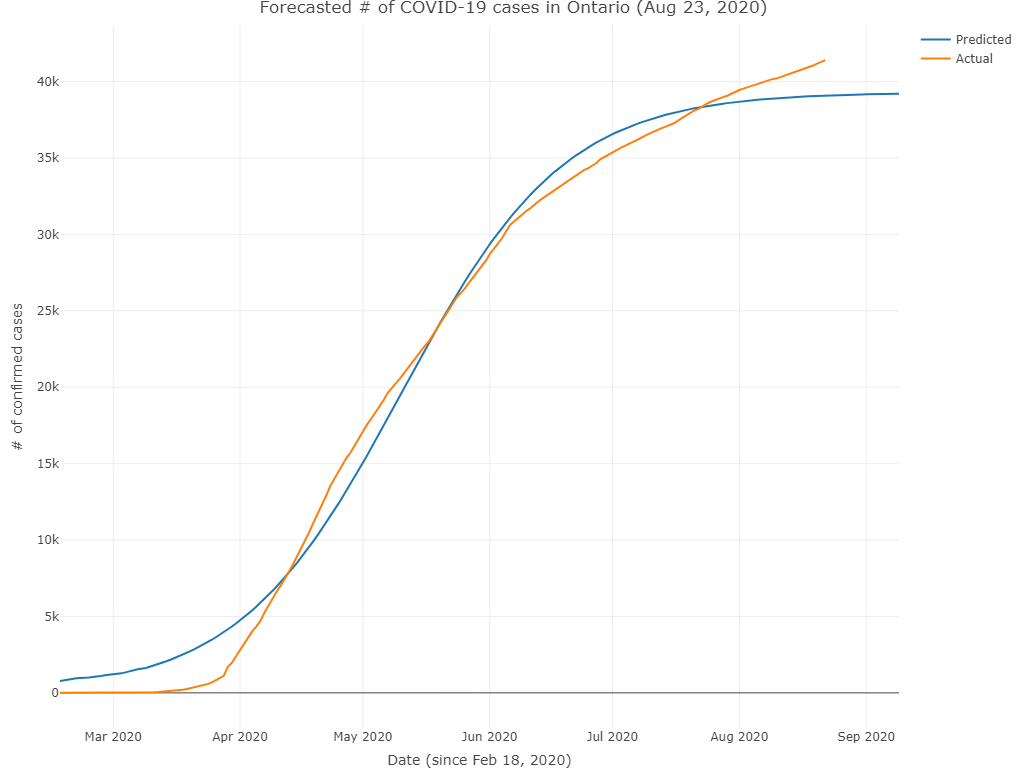 Forecasted # of COVID-19 cases in Ontario (Aug 23, 2020)
Predicted
Actual
# of confirmed cases
40k
35k
30k
25k
20k
15k
10k
5k
0
Mar 2020 Apr 2020 May 2020 Jun 2020 Jul 2020 Aug 2020 Sep 2020
Date (since Feb 18, 2020)